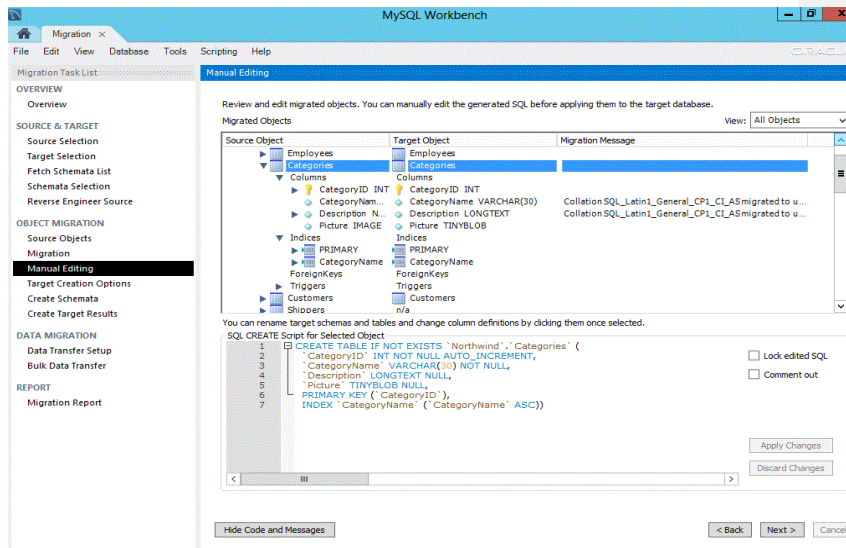 MySQL Workbench
Migration ×
File Edit View Database Tools Scripting Help
Migration Task List
OVERVIEW
Overview
SOURCE & TARGET
Source Selection
Target Selection
Fetch Schemata List
Schemata Selection
Reverse Engineer Source
OBJECT MIGRATION
Source Objects
Migration
Manual Editing
Target Creation Options
Create Schemata
Create Target Results
DATA MIGRATION
Data Transfer Setup
Bulk Data Transfer
REPORT
Migration Report
Manual Editing
Review and edit migrated objects. You can manually edit the generated SQL before applying them to the target database.
Migrated Objects View: All Objects
Source Object Target Object Migration Message
Employees Employees
Categories Categories
Columns Columns
CategoryID INT CategoryID INT
CategoryNam... CategoryName VARCHAR(30) Collation SQL_Latin1_General_CP1_CI_AS migrated to u...
Description N... Description LONGTEXT Collation SQL_Latin1_General_CP1_CI_AS migrated to u...
Picture IMAGE Picture TINYBLOB
Indices Indices
PRIMARY PRIMARY
CategoryName CategoryName
ForeignKeys ForeignKeys
Triggers Triggers
Customers Customers
Shippers n/a
You can rename target schemas and tables and change column definitions by clicking them once selected.
SQL CREATE Script for Selected Object
1 CREATE TABLE IF NOT EXISTS `Northwind`.`Categories` (
2 `CategoryID` INT NOT NULL AUTO_INCREMENT,
3 `CategoryName` VARCHAR(30) NOT NULL,
4 `Description` LONGTEXT NULL,
5 `Picture` TINYBLOB NULL,
6 PRIMARY KEY (`CategoryID`),
7 INDEX `CategoryName` (`CategoryName` ASC))
Lock edited SQL
Comment out
Apply Changes
Discard Changes
Hide Code and Messages < Back Next > Cancel